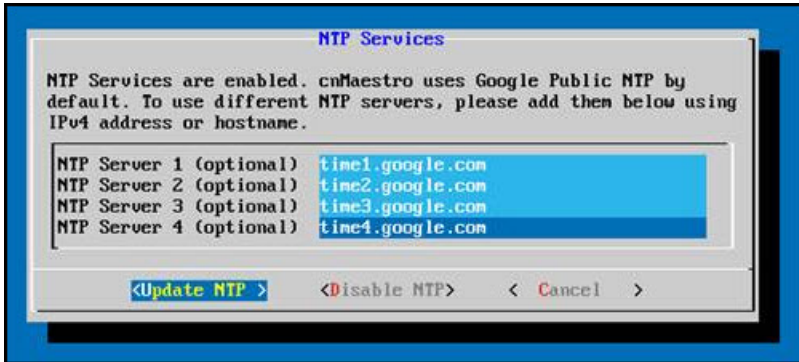 NTP Services
NTP Services are enabled. cnMaestro uses Google Public NTP by
default. To use different NTP servers, please add them below using
IPv4 address or hostname.
NTP Server 1 (optional) time1.google.com
NTP Server 2 (optional) time2.google.com
NTP Server 3 (optional) time3.google.com
NTP Server 4 (optional) time4.google.com
<Update NTP > <Disable NTP> < Cancel >